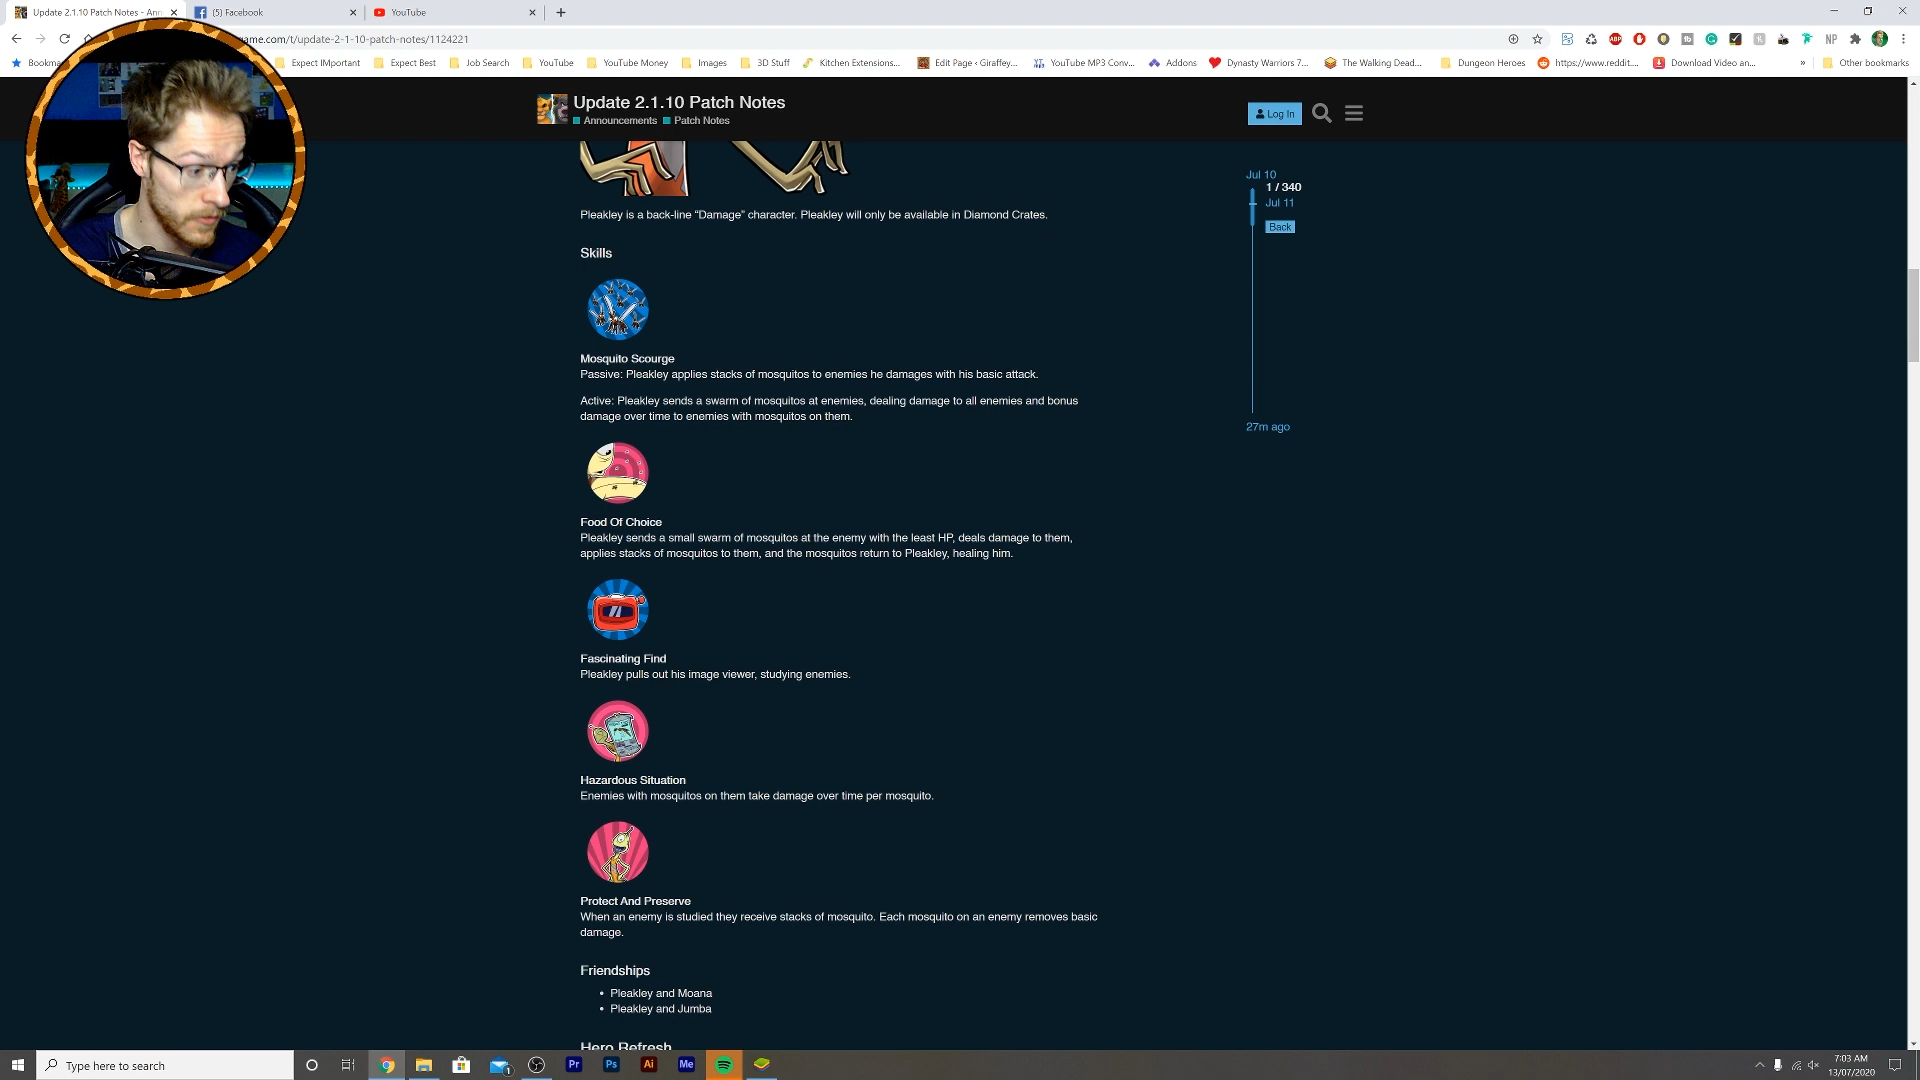 Update 2.1.10 Patch Notes - Ann
(5) Facebook
YouTube
game.com/t/update-2-1-10-patch-notes/1124221
Bookma
Expect IMportant
Expect Best
Job Search
YouTube
YouTube Money
Images
3D Stuff
Kitchen Extensions...
Edit Page ‹ Giraffey...
YouTube MP3 Conv...
Addons
Dynasty Warriors 7...
The Walking Dead...
Dungeon Heroes
https://www.reddit....
Download Video an...
»
Other bookmarks
Update 2.1.10 Patch Notes
Announcements Patch Notes
Log In
Jul 10
1 / 340
Jul 11
Back
27m ago
Pleakley is a back-line “Damage” character. Pleakley will only be available in Diamond Crates.
Skills
Mosquito Scourge
Passive: Pleakley applies stacks of mosquitos to enemies he damages with his basic attack.
Active: Pleakley sends a swarm of mosquitos at enemies, dealing damage to all enemies and bonus
damage over time to enemies with mosquitos on them.
Food Of Choice
Pleakley sends a small swarm of mosquitos at the enemy with the least HP, deals damage to them,
applies stacks of mosquitos to them, and the mosquitos return to Pleakley, healing him.
Fascinating Find
Pleakley pulls out his image viewer, studying enemies.
Hazardous Situation
Enemies with mosquitos on them take damage over time per mosquito.
Protect And Preserve
When an enemy is studied they receive stacks of mosquito. Each mosquito on an enemy removes basic
damage.
Friendships
• Pleakley and Moana
• Pleakley and Jumba
Hero Refresh
Type here to search
1
Pr
Ps
Ai
Me
7:03 AM
13/07/2020